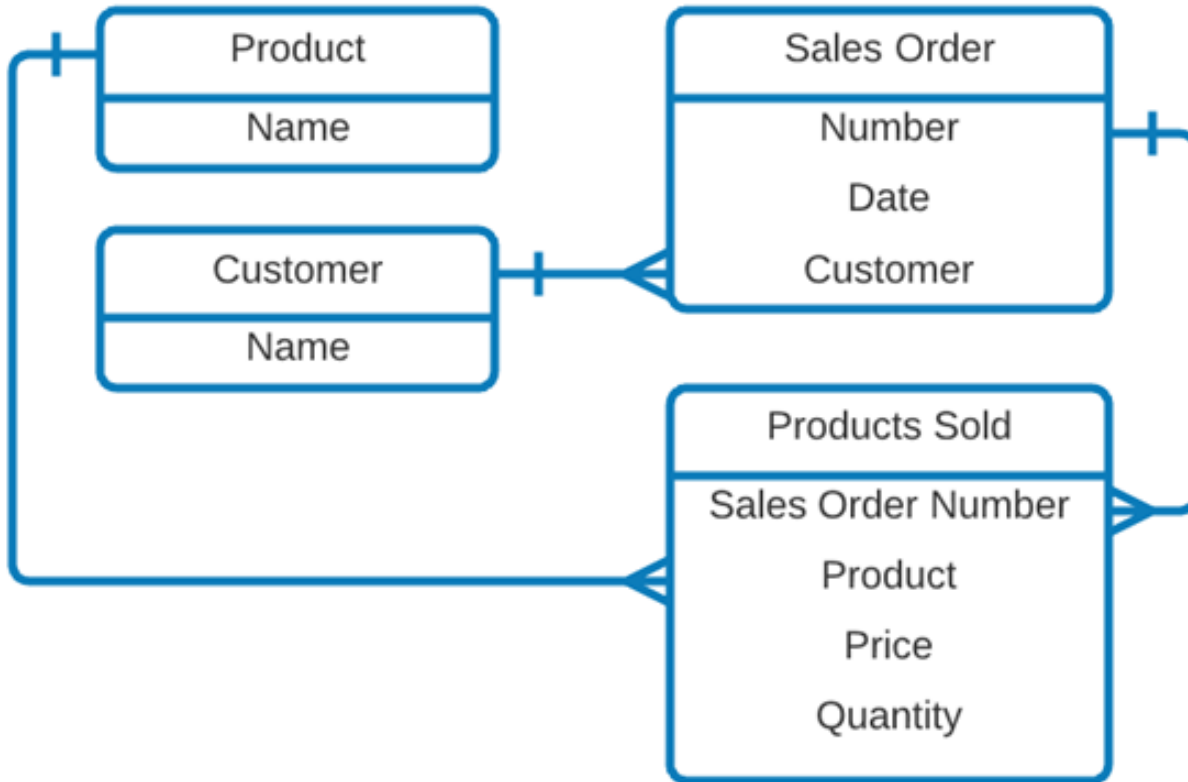 Product
Name
Customer
Name
Sales Order
Number
Date
Customer
Products Sold
Sales Order Number
Product
Price
Quantity